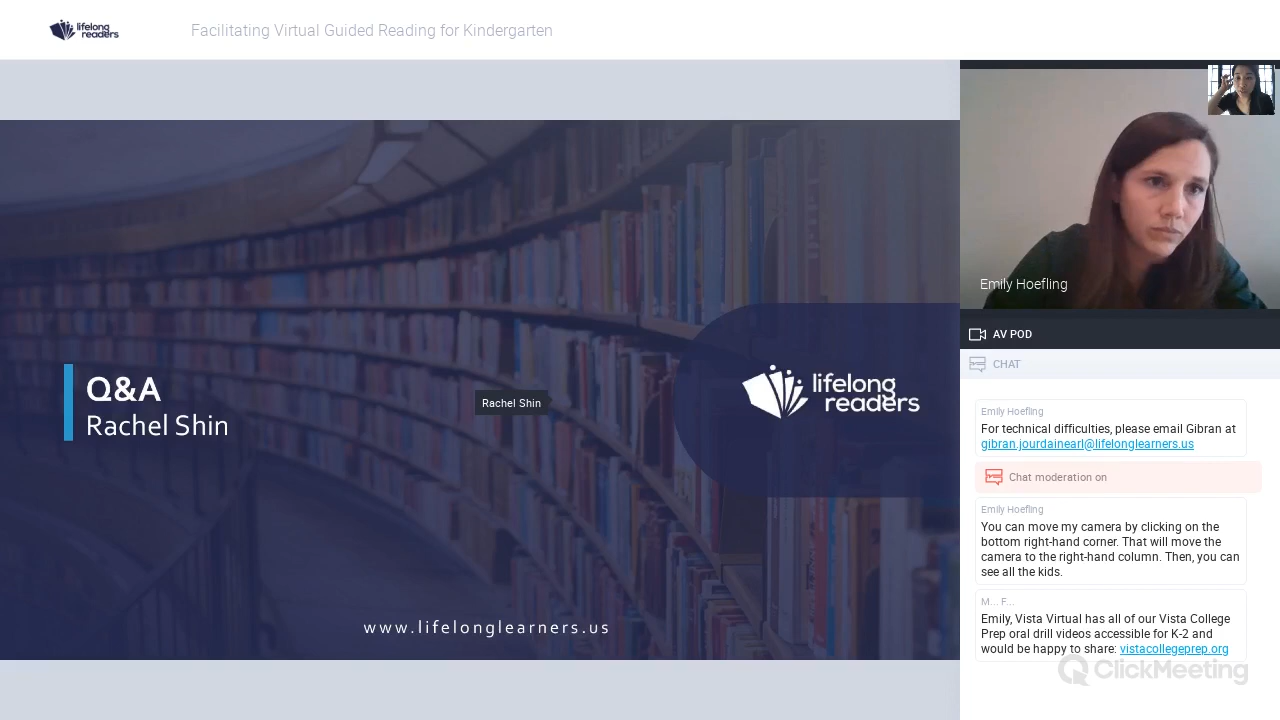 lifelong
readers
Facilitating Virtual Guided Reading for Kindergarten
Q&A
Rachel Shin
Rachel Shin
lifelong
readers
www.lifelonglearners.us
Emily Hoefling
AV POD
CHAT
Emily Hoefling
For technical difficulties, please email Gibran at
gibran.jourdainearl@lifelonglearners.us
Chat moderation on
Emily Hoefling
You can move my camera by clicking on the
bottom right-hand corner. That will move the
camera to the right-hand column. Then, you can
see all the kids.
M... F...
Emily, Vista Virtual has all of our Vista College
Prep oral drill videos accessible for K-2 and
would be happy to share: vistacollegeprep.org
ClickMeeting